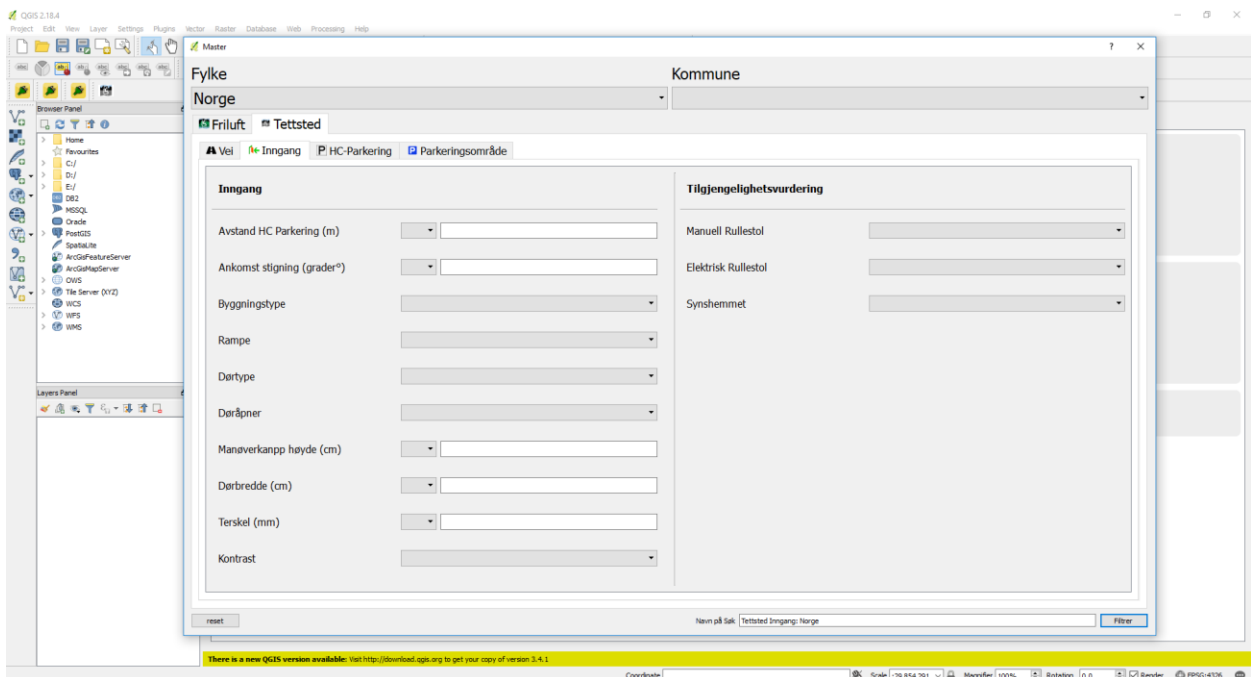 QGIS 2.18.4
Project Edit View Layer Settings Plugins Vector Raster Database Web Processing Help
Master
Fylke Kommune
Norge
Friluft Tettsted
Vei Inngang HC-Parkering Parkeringsområde
Inngang Tilgjengelighetsvurdering
Avstand HC Parkering (m) Manuell Rullestol
Ankomst stigning (grader°) Elektrisk Rullestol
Byggningstype Synshemmet
Rampe
Dørtype
Døråpner
Manøverkanpp høyde (cm)
Dørbredde (cm)
Terskel (mm)
Kontrast
reset Navn på Søk Tettsted Inngang: Norge Filtrer
Browser Panel
Home
Favourites
C:/
D:/
E:/
DB2
MSSQL
Oracle
PostGIS
SpatiaLite
ArcGisFeatureServer
ArcGisMapServer
OWS
Tile Server (XYZ)
WCS
WFS
WMS
Layers Panel
There is a new QGIS version available: Visit http://download.qgis.org to get your copy of version 3.4.1
Coordinate Scale Magnifier 100% Rotation 0,0 Render EPSG:4326